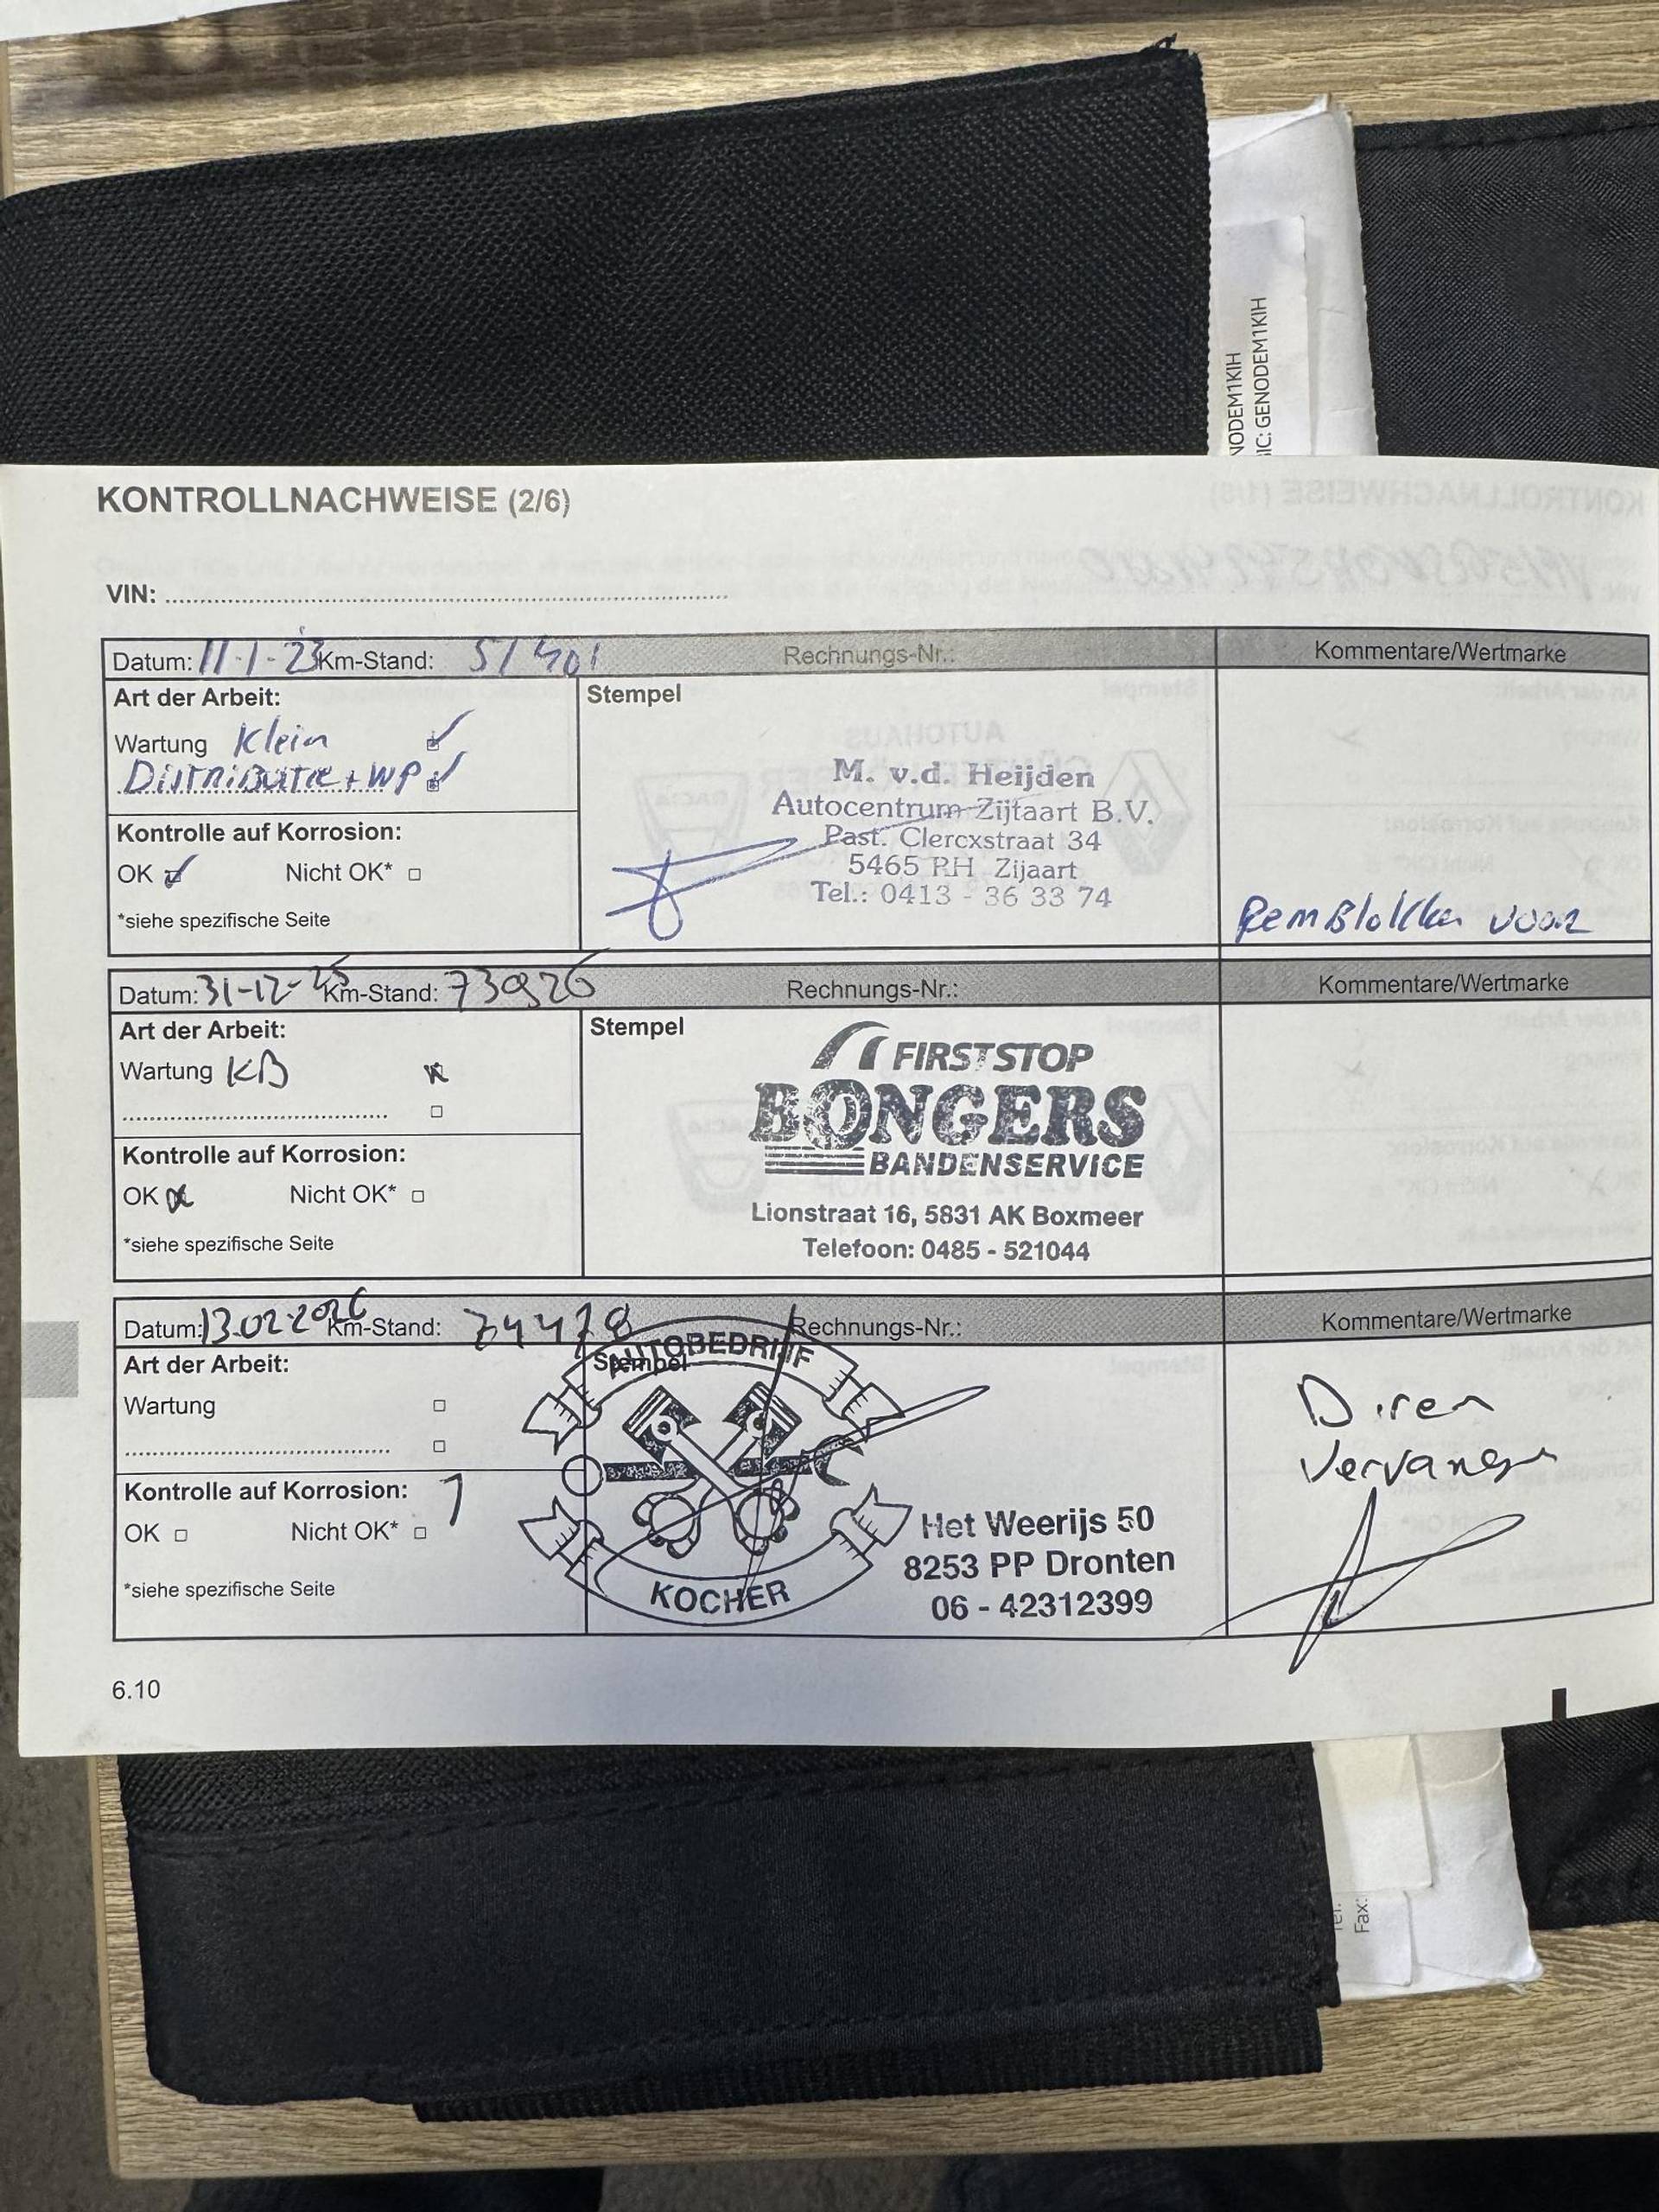 NODEM1KIH
BIC: GENODEM1KIH
KONTROLLNACHWEISE (2/6)
VIN:
Datum: 11-1-23 Km-Stand: 51401 Rechnungs-Nr.: Kommentare/Wertmarke
Art der Arbeit:
Stempel
Wartung Klein
Distributie + WP
M. v.d. Heijden
Autocentrum Zijtaart B.V.
Past. Clercxstraat 34
5465 RH Zijaart
Tel.: 0413 - 36 33 74
Kontrolle auf Korrosion:
OK Nicht OK*
*siehe spezifische Seite
Remblokken voor
Datum: 31-12-25 Km-Stand: 73926 Rechnungs-Nr.: Kommentare/Wertmarke
Art der Arbeit:
Stempel
Wartung KB
FIRSTSTOP
BONGERS
BANDENSERVICE
Lionstraat 16, 5831 AK Boxmeer
Telefoon: 0485 - 521044
Kontrolle auf Korrosion:
OK Nicht OK*
*siehe spezifische Seite
Datum: 13-02-2026 Km-Stand: 74478 Rechnungs-Nr.: Kommentare/Wertmarke
Art der Arbeit:
Stempel
Wartung
AUTOBEDRIJF
KOCHER
Het Weerijs 50
8253 PP Dronten
06 - 42312399
Kontrolle auf Korrosion:
OK Nicht OK*
*siehe spezifische Seite
vervangen
6.10
Fax: